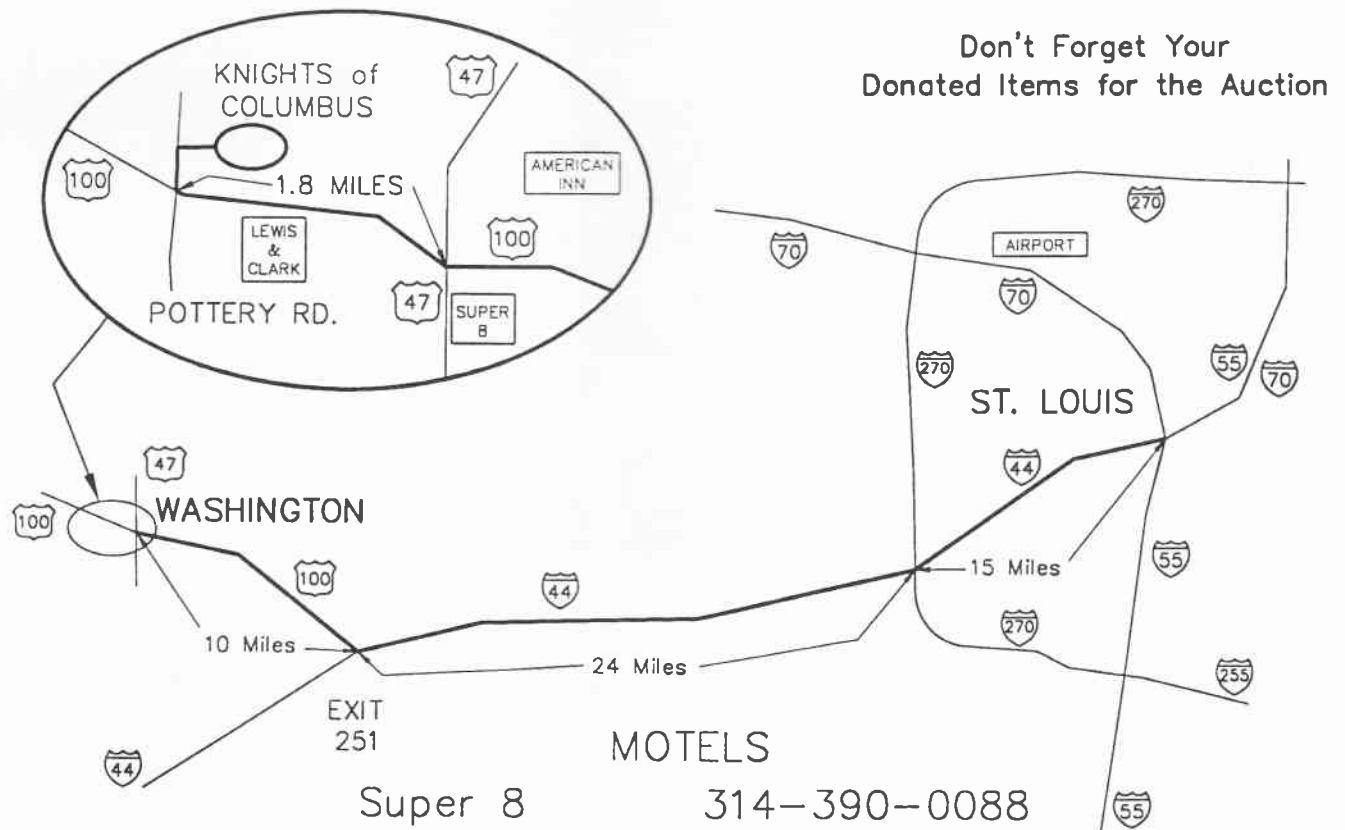 Don't Forget Your
Donated Items for the Auction
KNIGHTS of
COLUMBUS
47
100
1.8 MILES
AMERICAN
INN
LEWIS
&
CLARK
100
47
SUPER
8
POTTERY RD.
270
70
AIRPORT
70
270
55
70
ST. LOUIS
44
47
100
WASHINGTON
100
44
15 Miles
55
10 Miles
24 Miles
270
255
EXIT
251
44
MOTELS
55
Super 8 314-390-0088